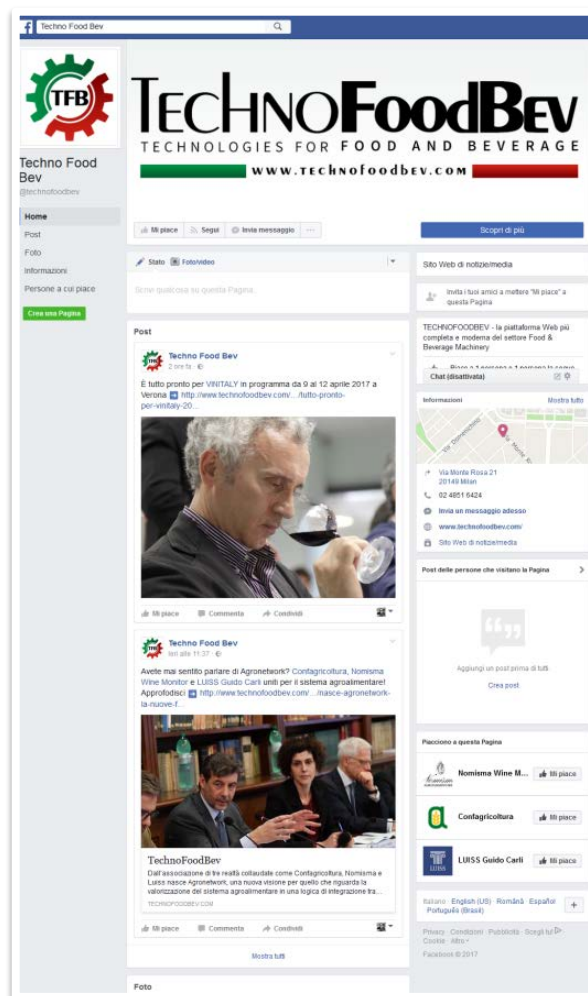 Techno Food Bev
TFB
TECHNOFOODBEV
TECHNOLOGIES FOR FOOD AND BEVERAGE
www.technofoodbev.com
Techno Food
Bev
@technofoodbev
Home
Post
Foto
Informazioni
Persone a cui piace
Crea una Pagina
Mi piace
Segui
Invia messaggio
Scopri di più
Stato
Foto/video
Scrivi qualcosa su questa Pagina...
Post
Techno Food Bev
2 ore fa
È tutto pronto per VINITALY in programma da 9 al 12 aprile 2017 a
Verona http://www.technofoodbev.com/.../tutto-pronto-
per-vinitaly-20...
Mi piace
Commenta
Condividi
Techno Food Bev
Ieri alle 11:37
Avete mai sentito parlare di Agronetwork? Confagricoltura, Nomisma
Wine Monitor e LUISS Guido Carli uniti per il sistema agroalimentare!
Approfodisci http://www.technofoodbev.com/.../nasce-agronetwork-
la-nuove-f...
TechnoFoodBev
Dall'associazione di tre realtà collaudate come Confagricoltura, Nomisma e
Luiss nasce Agronetwork, una nuova visione per quello che riguarda la
valorizzazione del sistema agroalimentare in una logica di integrazione tra...
TECHNOFOODBEV.COM
Mi piace
Commenta
Condividi
Mostra tutti
Foto
Sito Web di notizie/media
Invita i tuoi amici a mettere "Mi piace" a
questa Pagina
TECHNOFOODBEV - la piattaforma Web più
completa e moderna del settore Food &
Beverage Machinery
Chat (disattivata)
Informazioni
Mostra tutto
Via Monte Rosa 21
20149 Milan
02 4851 6424
Invia un messaggio adesso
www.technofoodbev.com/
Sito Web di notizie/media
Post delle persone che visitano la Pagina
Aggiungi un post prima di tutti.
Crea post
Piacciono a questa Pagina
Nomisma Wine M...
Mi piace
Confagricoltura
Mi piace
LUISS
LUISS Guido Carli
Mi piace
Italiano · English (US) · Română · Español ·
Português (Brasil)
Privacy · Condizioni · Pubblicità · Scegli tu!
Cookie · Altro
Facebook © 2017